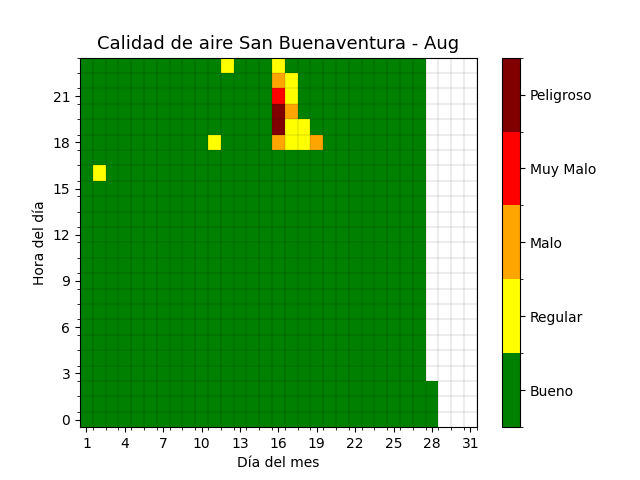 Calidad de aire San Buenaventura - Aug
21
18
15
12
9
6
3
0
Hora del día
1 4 7 10 13 16 19 22 25 28 31
Día del mes
Peligroso
Muy Malo
Malo
Regular
Bueno